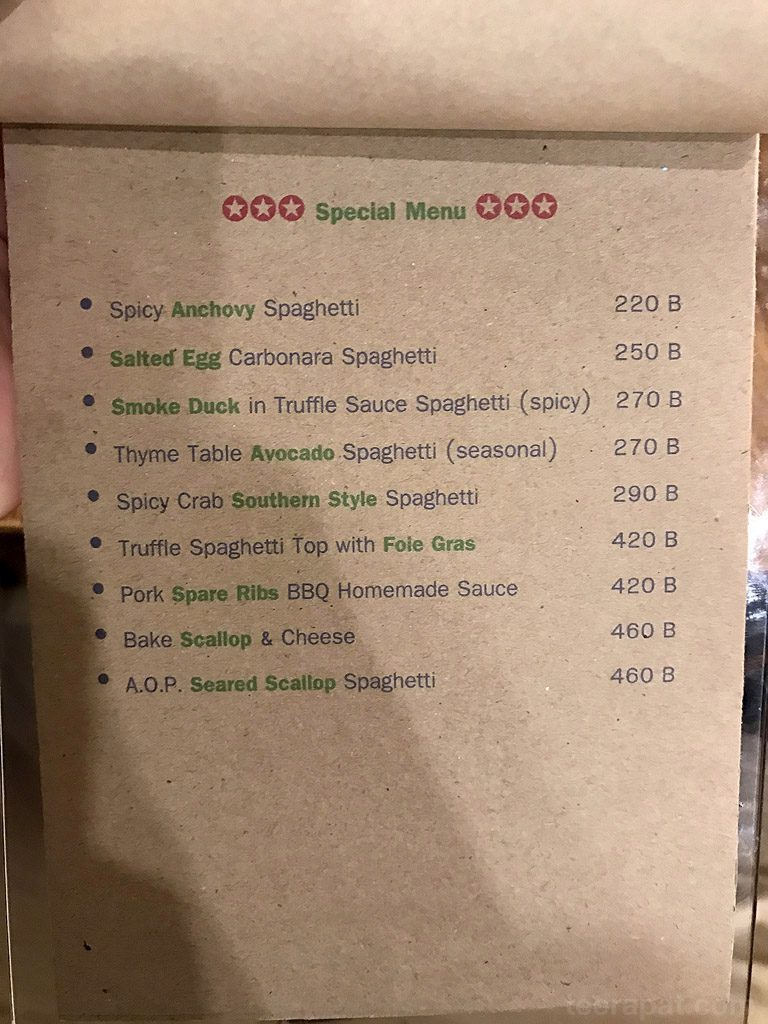 Special Menu
Spicy Anchovy Spaghetti 220 B
Salted Egg Carbonara Spaghetti 250 B
Smoke Duck in Truffle Sauce Spaghetti (spicy) 270 B
Thyme Table Avocado Spaghetti (seasonal) 270 B
Spicy Crab Southern Style Spaghetti 290 B
Truffle Spaghetti Top with Foie Gras 420 B
Pork Spare Ribs BBQ Homemade Sauce 420 B
Bake Scallop & Cheese 460 B
A.O.P. Seared Scallop Spaghetti 460 B
teerapat.com